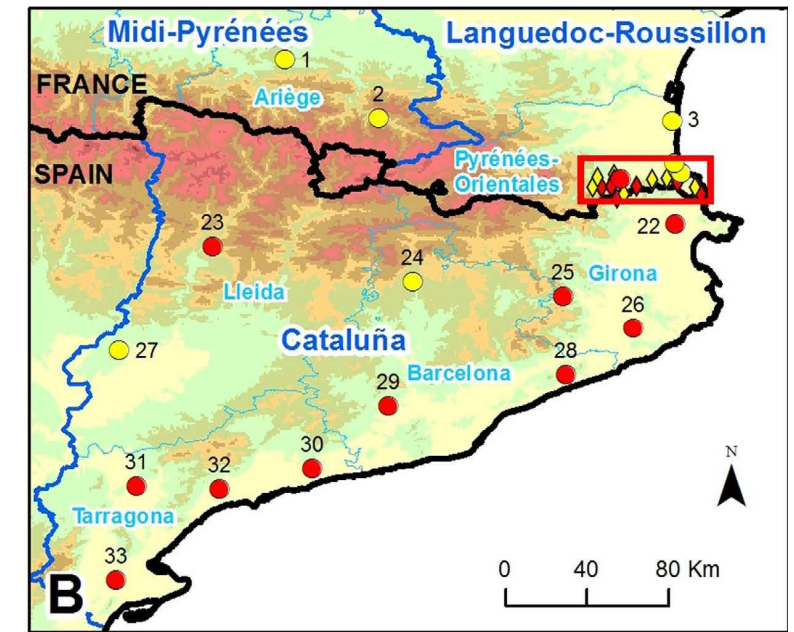 Midi-Pyrénées
Languedoc-Roussillon
1
FRANCE
Ariège
2
3
Pyrénées-
Orientales
SPAIN
23
22
24
25
Girona
Lleida
26
Cataluña
27
28
Barcelona
29
30
N
31
32
Tarragona
33
0 40 80 Km
B